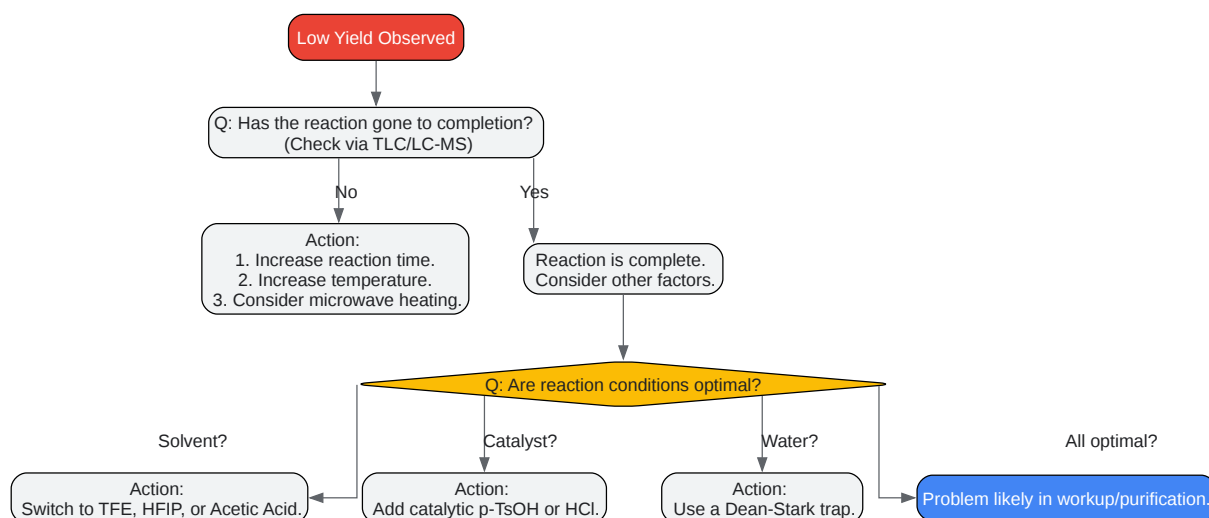 Low Yield Observed
Q: Has the reaction gone to completion?
(Check via TLC/LC-MS)
No
Yes
Action:
1. Increase reaction time.
2. Increase temperature.
3. Consider microwave heating.
Reaction is complete.
Consider other factors.
Q: Are reaction conditions optimal?
Solvent?
Catalyst?
Water?
All optimal?
Action:
Switch to TFE, HFIP, or Acetic Acid.
Action:
Add catalytic p-TsOH or HCl.
Action:
Use a Dean-Stark trap.
Problem likely in workup/purification.